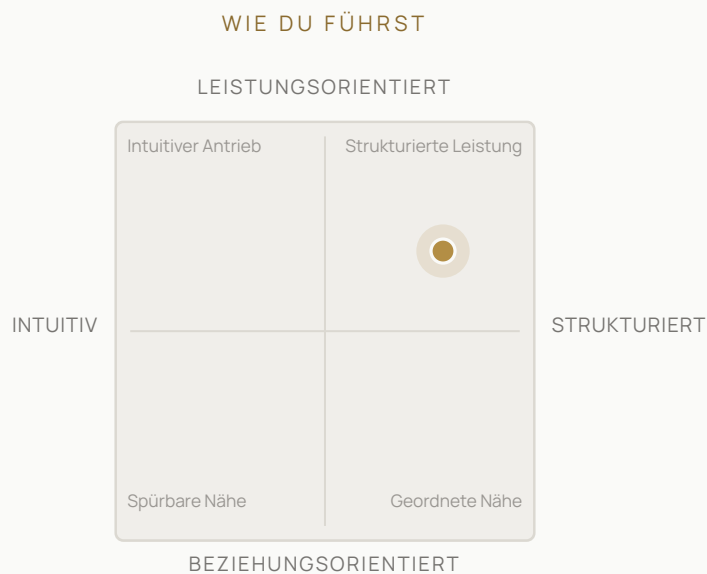 WIE DU FÜHRST
LEISTUNGSORIENTIERT
Intuitiver Antrieb
Strukturierte Leistung
INTUITIV
STRUKTURIERT
Spürbare Nähe
Geordnete Nähe
BEZIEHUNGSORIENTIERT